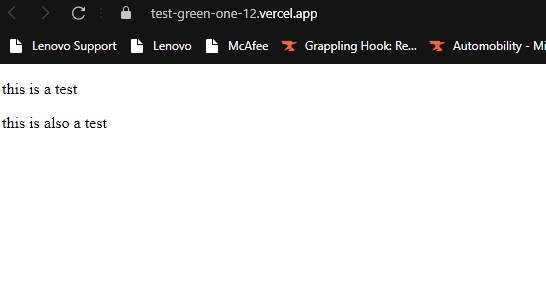 test-green-one-12.vercel.app
Lenovo Support Lenovo McAfee Grappling Hook: Re... Automobility - Mi
this is a test
this is also a test